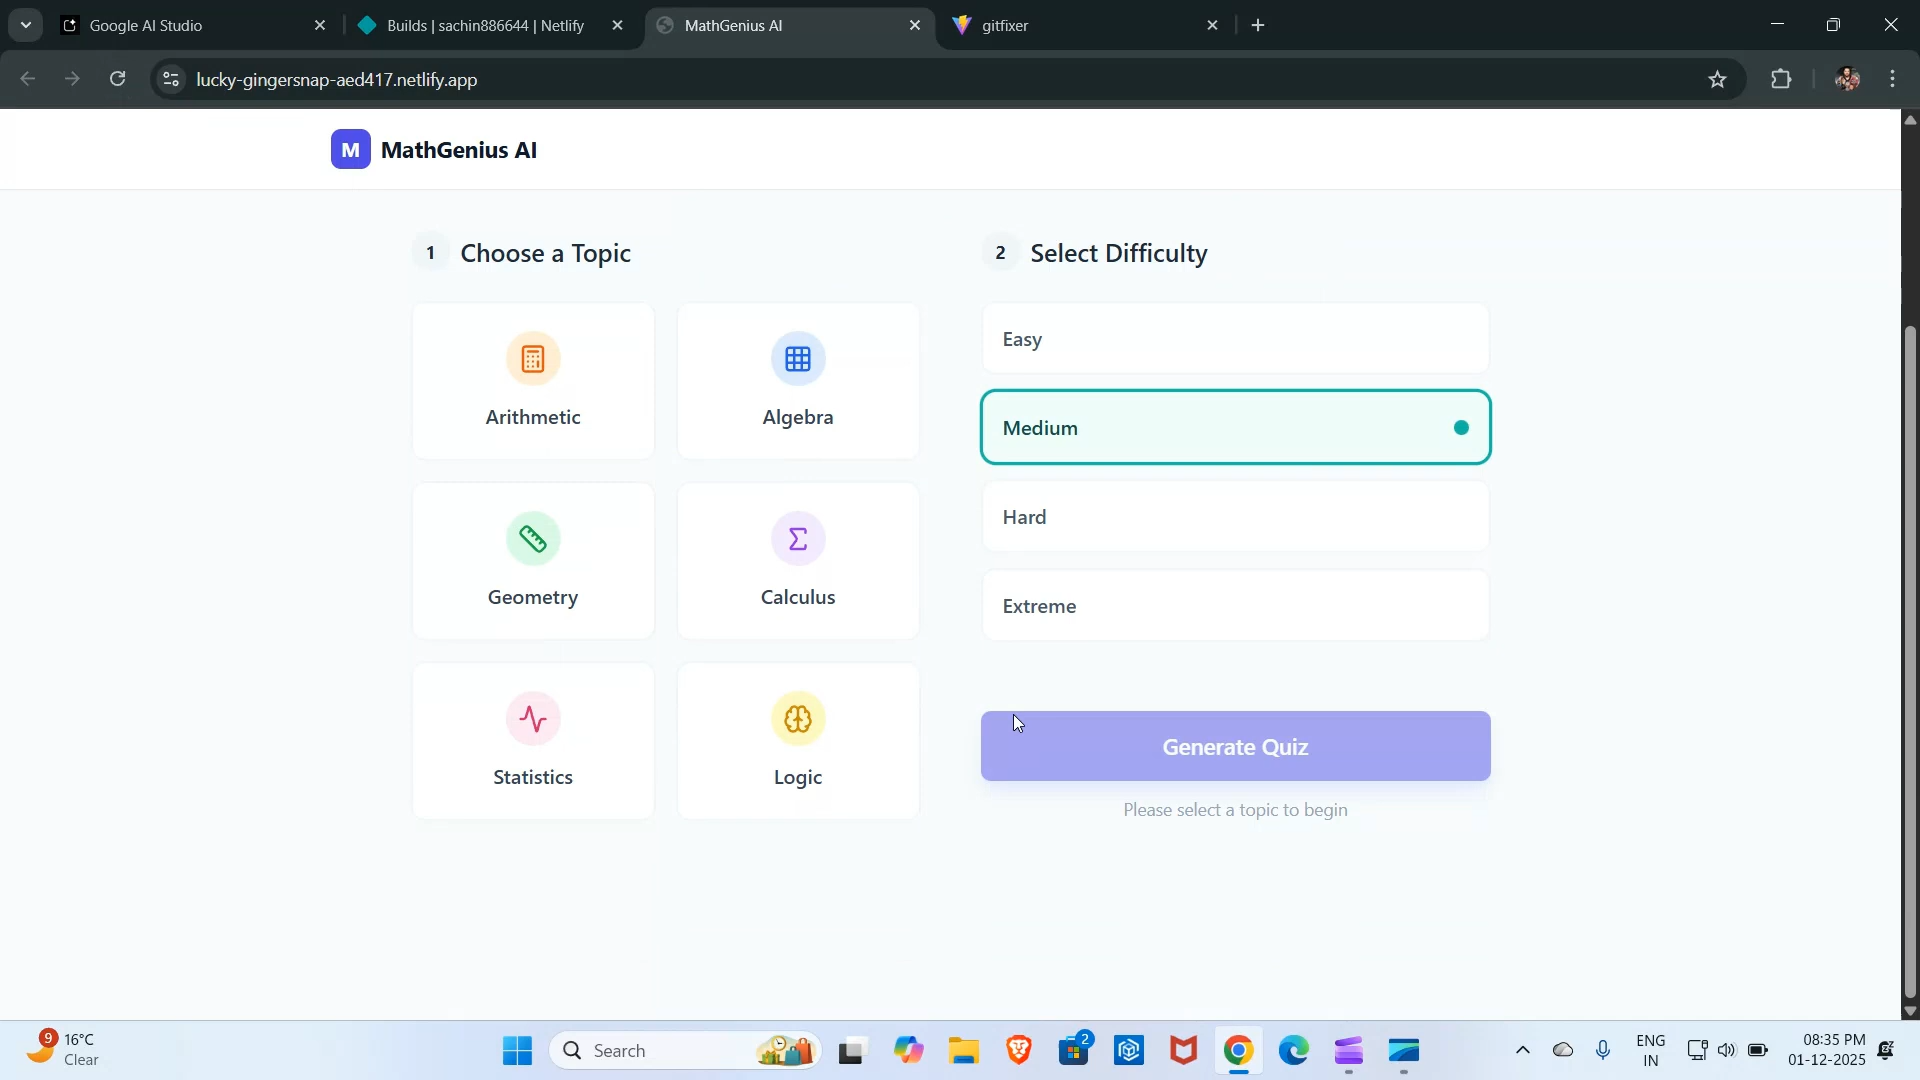 Google AI Studio
Builds | sachin886644 | Netlify
MathGenius AI
gitfixer
lucky-gingersnap-aed417.netlify.app
M MathGenius AI
1 Choose a Topic
2 Select Difficulty
Arithmetic
Algebra
Geometry
Calculus
Statistics
Logic
Easy
Medium
Hard
Extreme
Generate Quiz
Please select a topic to begin
9
16°C
Clear
Search
2
ENG
IN
08:35 PM
01-12-2025